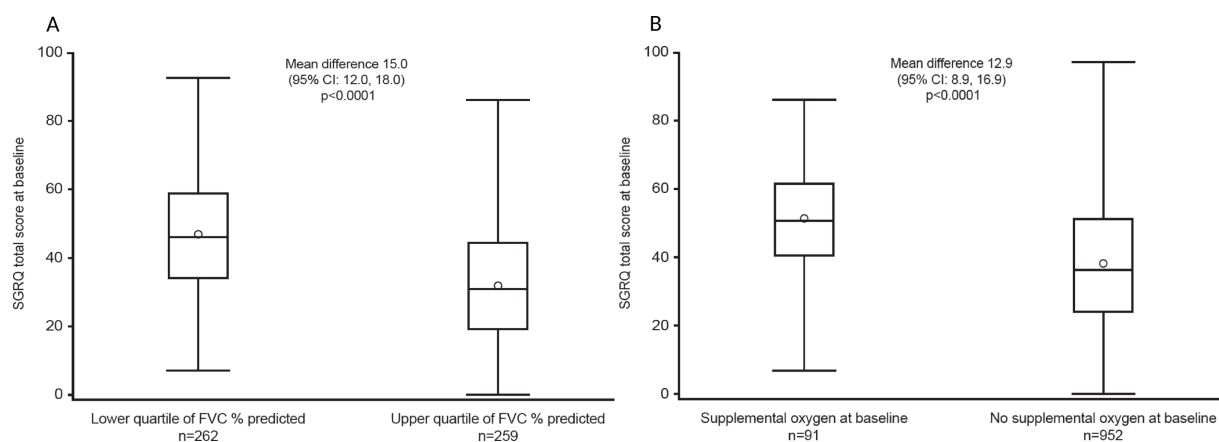 A
SGRQ total score at baseline
100
80
60
40
20
0
Mean difference 15.0
(95% CI: 12.0, 18.0)
p<0.0001
Lower quartile of FVC % predicted
n=262
Upper quartile of FVC % predicted
n=259
B
SGRQ total score at baseline
100
80
60
40
20
0
Mean difference 12.9
(95% CI: 8.9, 16.9)
p<0.0001
Supplemental oxygen at baseline
n=91
No supplemental oxygen at baseline
n=952